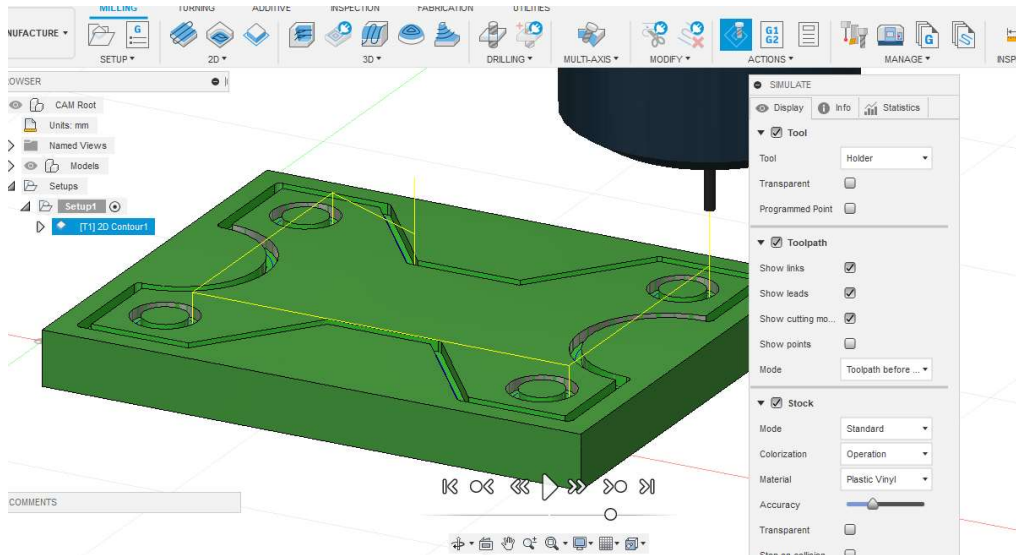 MILLING TURNING ADDITIVE INSPECTION FABRICATION UTILITIES
NUFACTURE
G G1 G2 G S
SETUP 2D 3D DRILLING MULTI-AXIS MODIFY ACTIONS MANAGE INSP
OWSER
CAM Root
Units: mm
Named Views
Models
Setups
Setup1
[T1] 2D Contour1
COMMENTS
SIMULATE
Display Info Statistics
Tool
Tool Holder
Transparent
Programmed Point
Toolpath
Show links
Show leads
Show cutting mo...
Show points
Mode Toolpath before ...
Stock
Mode Standard
Colorization Operation
Material Plastic Vinyl
Accuracy
Transparent
Stop on collision